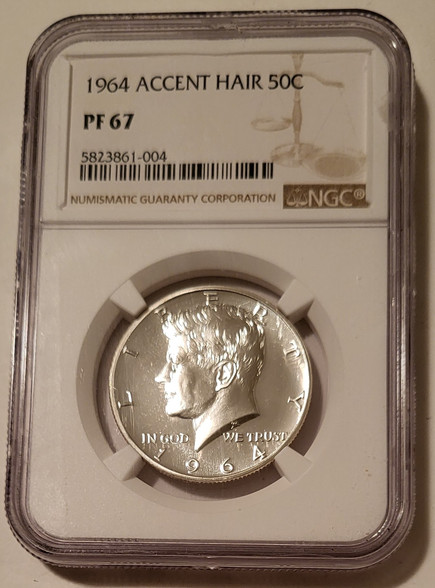 1964 ACCENT HAIR 50C
PF 67
5823861-004
NUMISMATIC GUARANTY CORPORATION NGC®
LIBERTY
IN GOD WE TRUST
1964